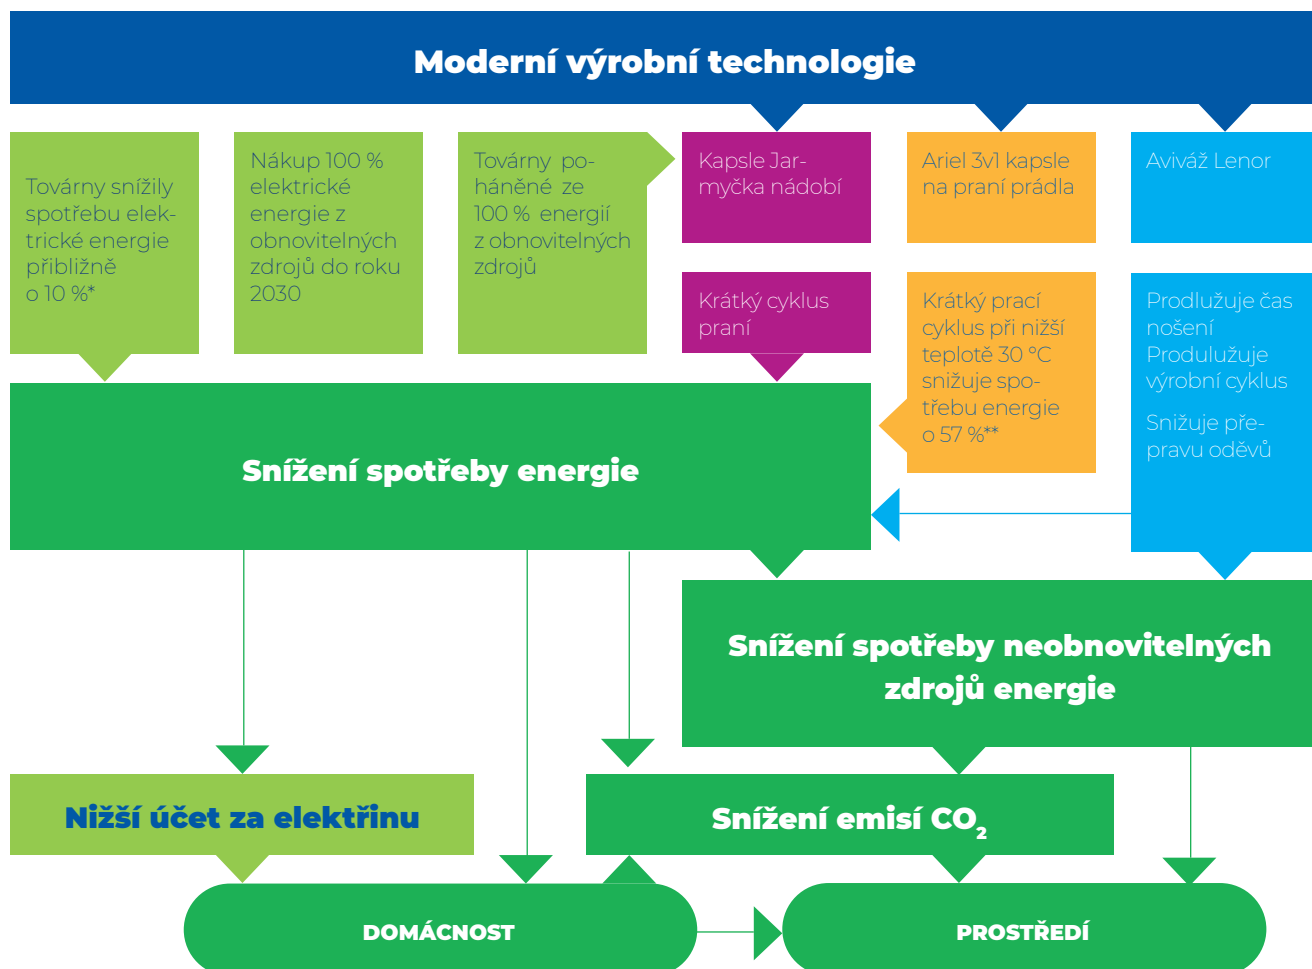 Moderní výrobní technologie
Továrny snížily
spotřebu elek-
trické energie
přibližně
o 10 %*
Nákup 100 %
elektrické
energie z
obnovitelných
zdrojů do roku
2030
Továrny po-
háněné ze
100 % energií
z obnovitelných
zdrojů
Kapsle Jar-
myčka nádobí
Ariel 3v1 kapsle
na praní prádla
Aviváž Lenor
Krátký cyklus
praní
Krátký prací
cyklus při nižší
teplotě 30 °C
snižuje spo-
třebu energie
o 57 %**
Prodlužuje čas
nošení
Produlužuje
výrobní cyklus
Snižuje pře-
pravu oděvů
Snížení spotřeby energie
Snížení spotřeby neobnovitelných
zdrojů energie
Nižší účet za elektřinu
Snížení emisí CO₂
DOMÁCNOST
PROSTŘEDÍ